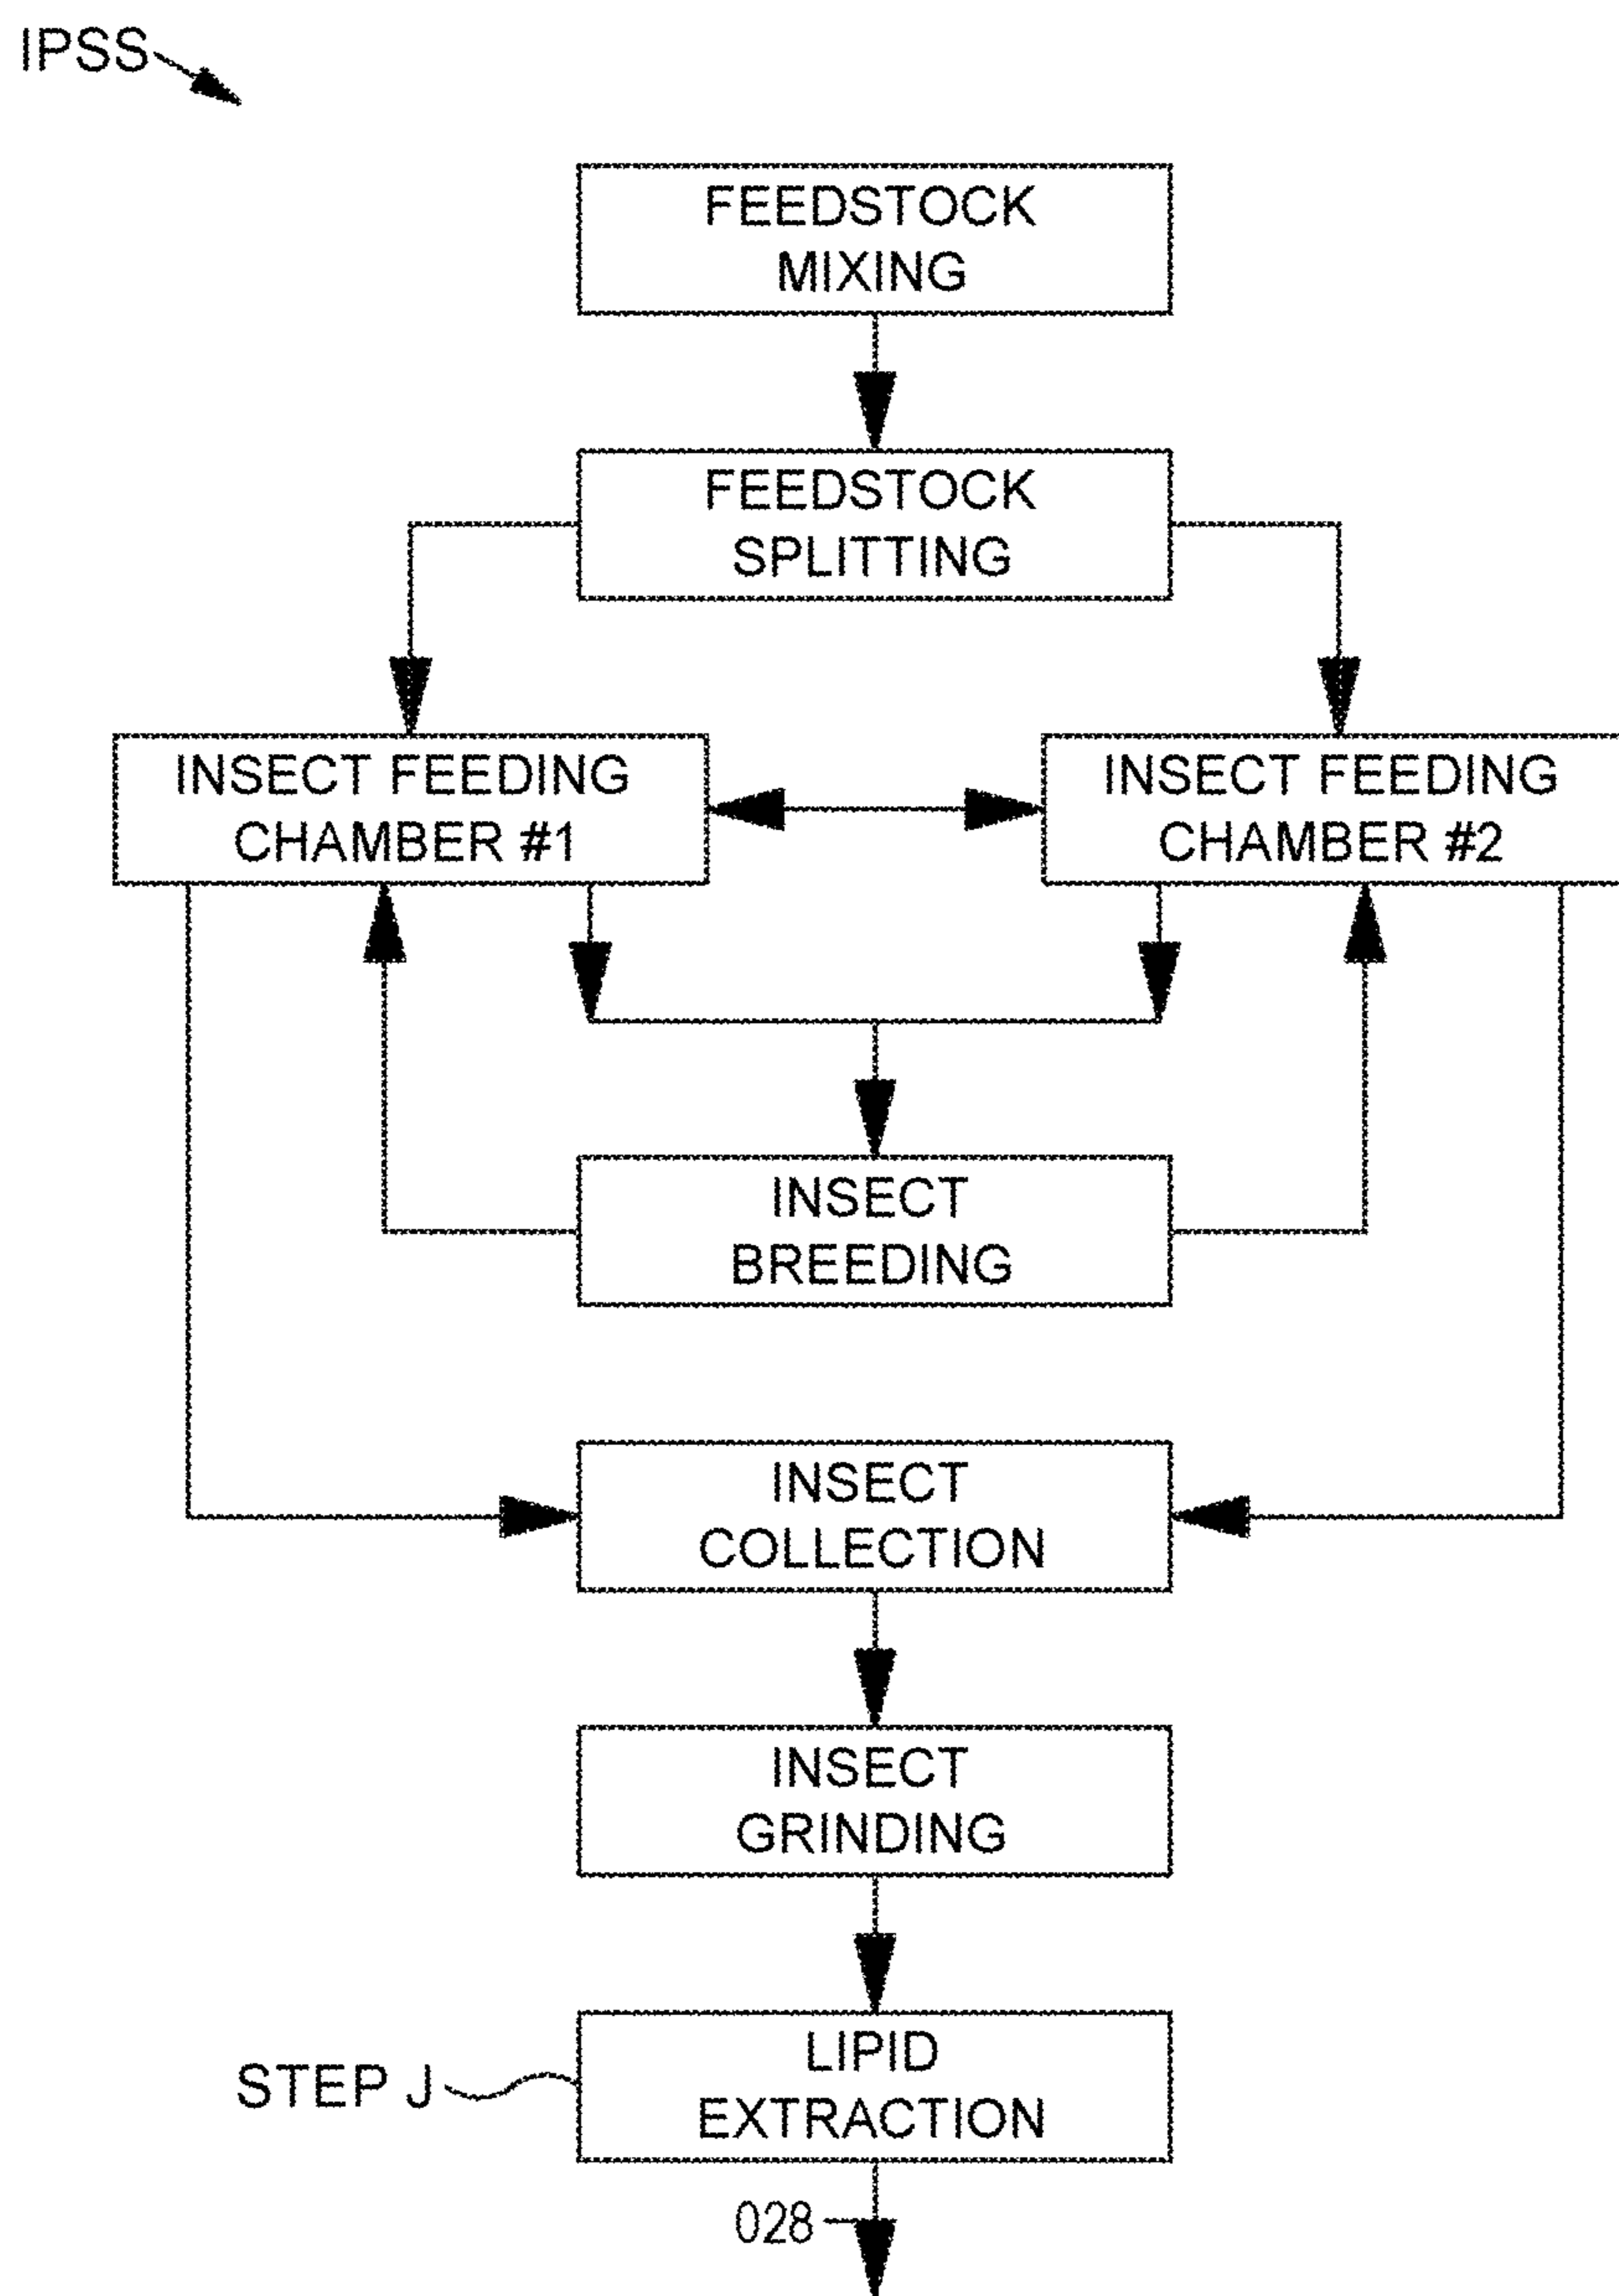 IPSS
FEEDSTOCK
MIXING
FEEDSTOCK
SPLITTING
INSECT FEEDING
CHAMBER #1
INSECT FEEDING
CHAMBER #2
INSECT
BREEDING
INSECT
COLLECTION
INSECT
GRINDING
LIPID
EXTRACTION
STEP J
028